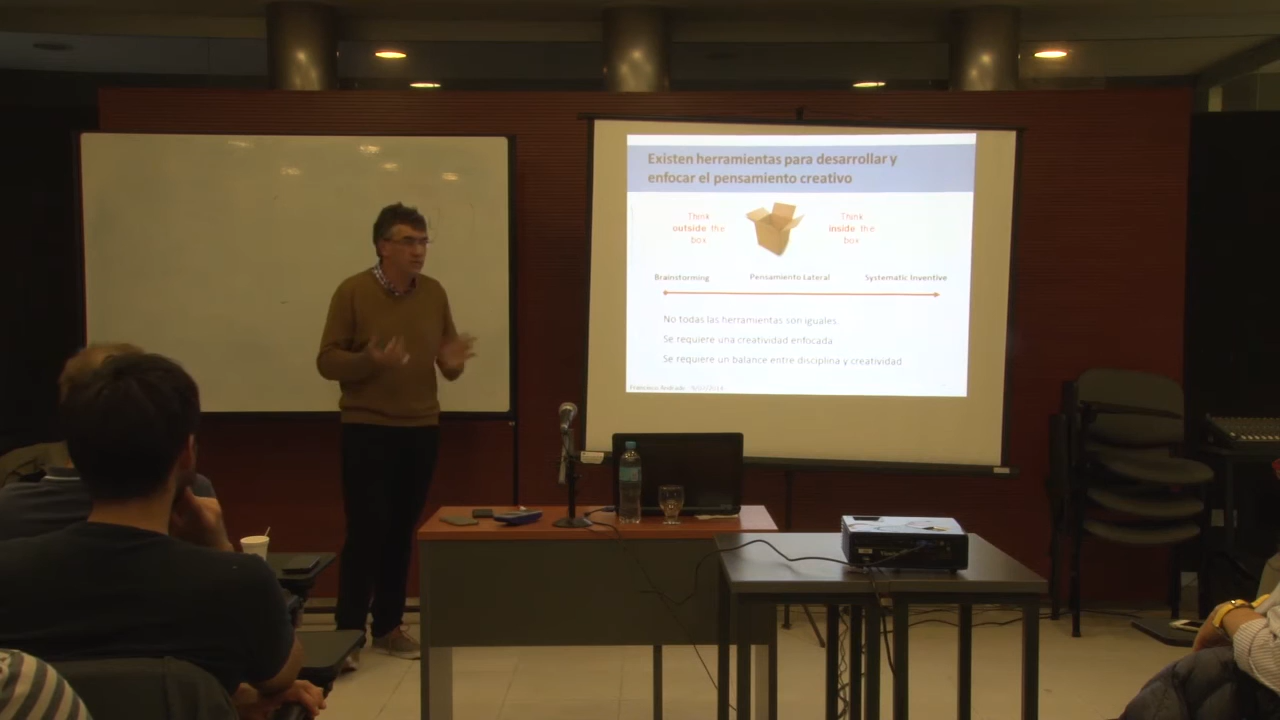 Existen herramientas para desarrollar y
enfocar el pensamiento creativo
Think
outside the
box
Think
inside the
box
Brainstorming
Pensamiento Lateral
Systematic Inventive
No todas las herramientas son iguales
Se requiere una creatividad enfocada
Se requiere un balance entre disciplina y creatividad
Francisco Andrade